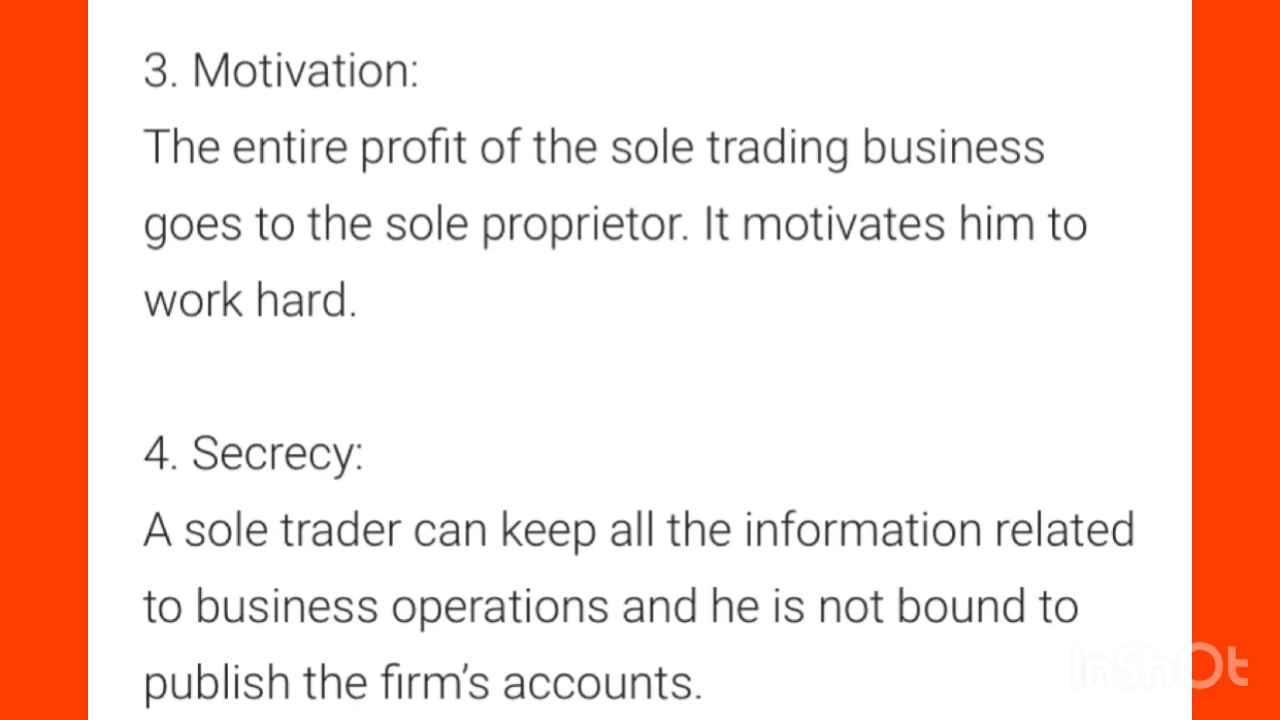 3. Motivation:
The entire profit of the sole trading business
goes to the sole proprietor. It motivates him to
work hard.
4. Secrecy:
A sole trader can keep all the information related
to business operations and he is not bound to
publish the firm's accounts.
InShOt